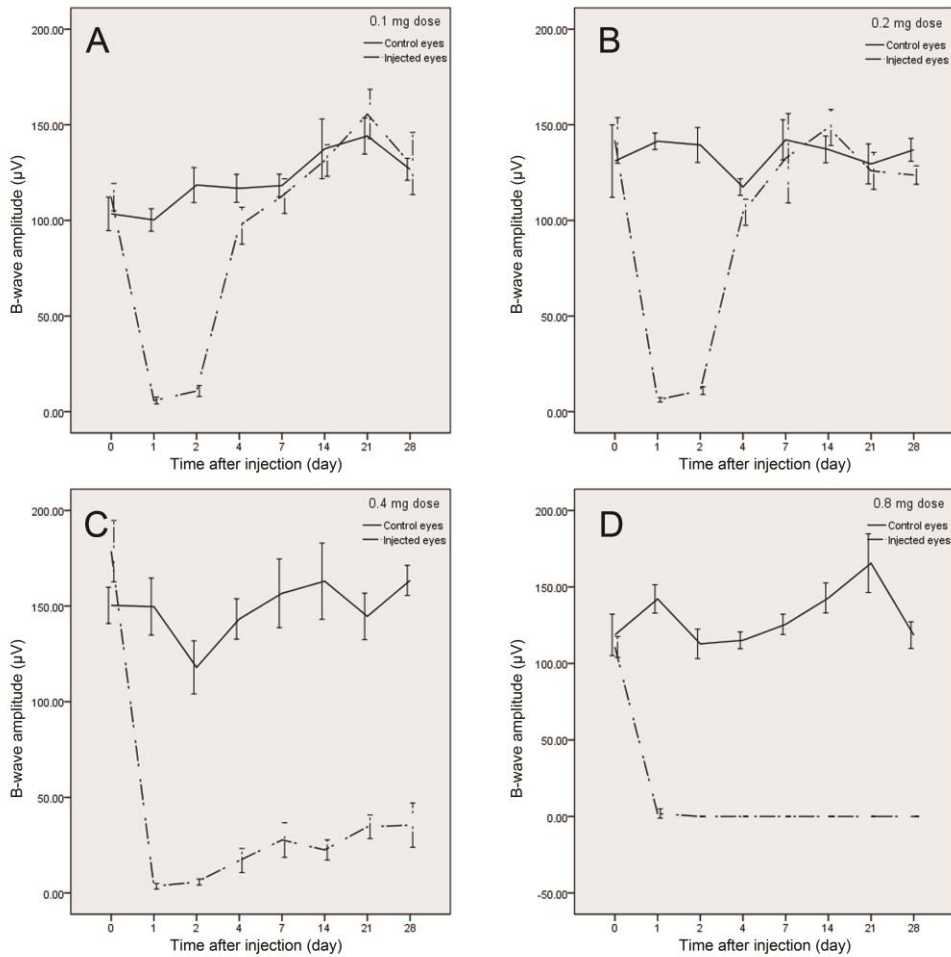 A
0.1 mg dose
Control eyes
Injected eyes
200.00
150.00
100.00
50.00
0.00
B-wave amplitude (µV)
0 1 2 4 7 14 21 28
Time after injection (day)
B
0.2 mg dose
Control eyes
Injected eyes
200.00
150.00
100.00
50.00
0.00
B-wave amplitude (µV)
0 1 2 4 7 14 21 28
Time after injection (day)
C
0.4 mg dose
Control eyes
Injected eyes
200.00
150.00
100.00
50.00
0.00
B-wave amplitude (µV)
0 1 2 4 7 14 21 28
Time after injection (day)
D
0.8 mg dose
Control eyes
Injected eyes
200.00
150.00
100.00
50.00
0.00
-50.00
B-wave amplitude (µV)
0 1 2 4 7 14 21 28
Time after injection (day)